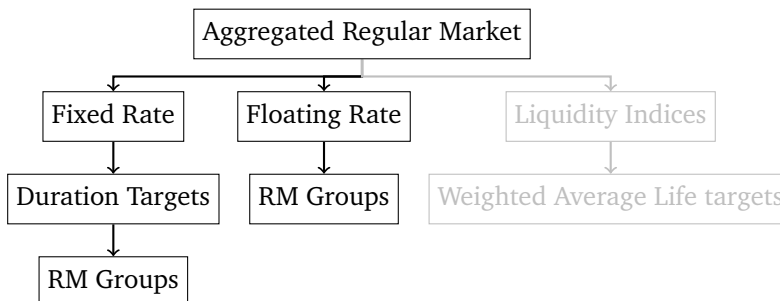 Aggregated Regular Market
Fixed Rate
Floating Rate
Liquidity Indices
Duration Targets
RM Groups
Weighted Average Life targets
RM Groups